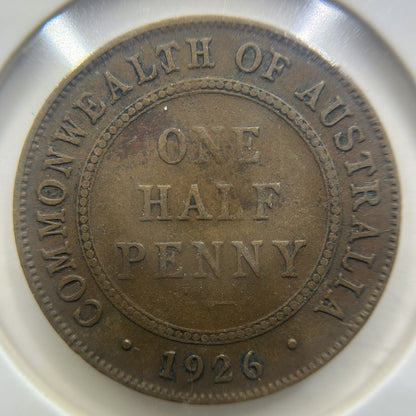 COMMONWEALTH OF AUSTRALIA
ONE
HALF
PENNY
· 1926 ·